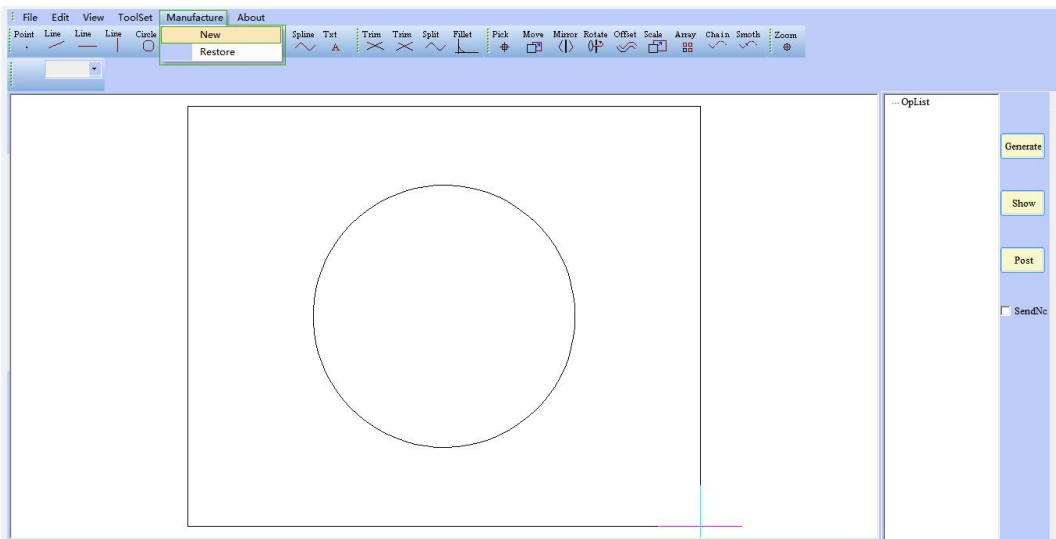 File Edit View ToolSet Manufacture About
Point Line Line Line Circle Spline Txt Trim Trim Split Fillet Pick Move Mirror Rotate Offset Scale Array Chain Smoth Zoom
New
Restore
OpList
Generate
Show
Post
SendNc